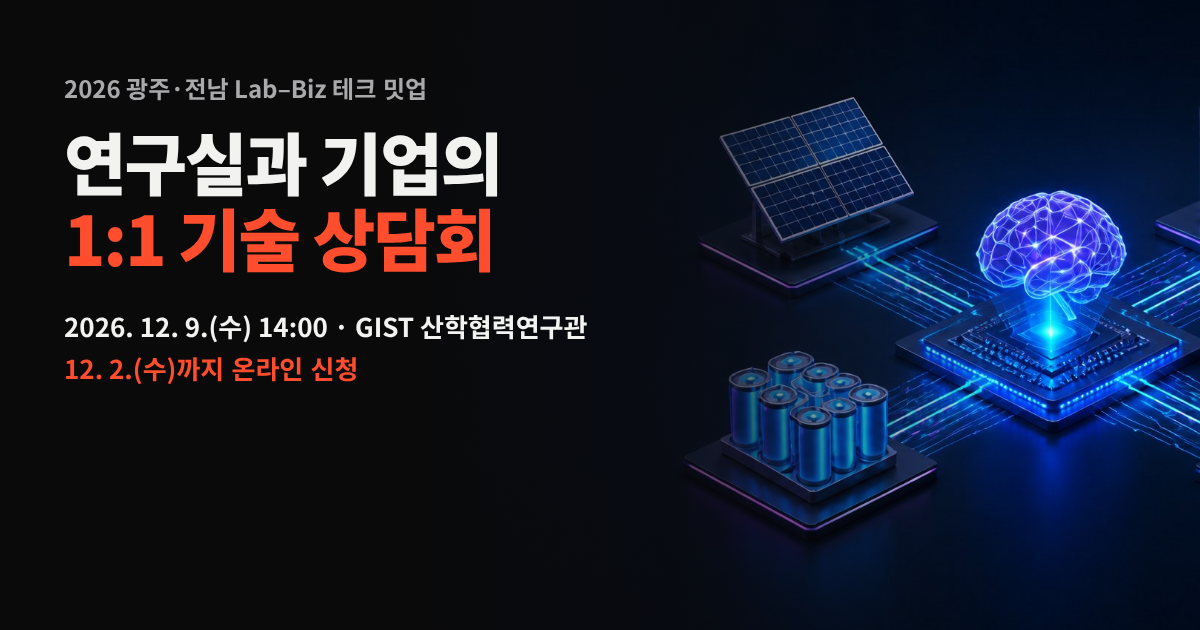 2026 광주·전남 Lab–Biz 테크 밋업
연구실과 기업의
1:1 기술 상담회
2026. 12. 9.(수) 14:00 · GIST 산학협력연구관
12. 2.(수)까지 온라인 신청